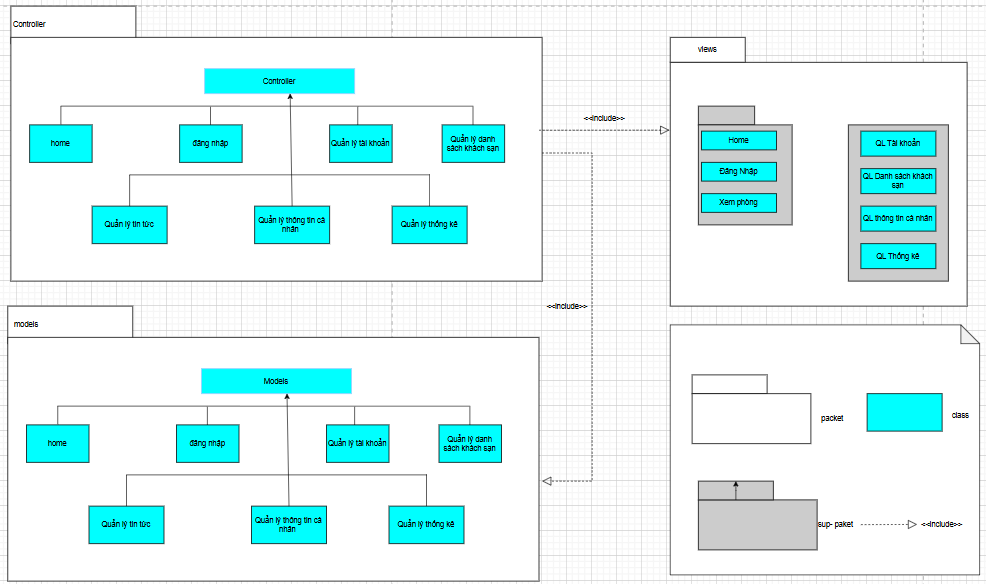 Controller
Controller
home
đăng nhập
Quản lý tài khoản
Quản lý danh
sách khách sạn
Quản lý tin tức
Quản lý thông tin cá
nhân
Quản lý thống kê
<<include>>
<<include>>
views
Home
Đăng Nhập
Xem phòng
QL Tài khoản
QL Danh sách khách
sạn
QL thông tin cá nhân
QL Thống kê
models
Models
home
đăng nhập
Quản lý tài khoản
Quản lý danh
sách khách sạn
Quản lý tin tức
Quản lý thông tin cá
nhân
Quản lý thống kê
packet
class
sup- paket
<<include>>